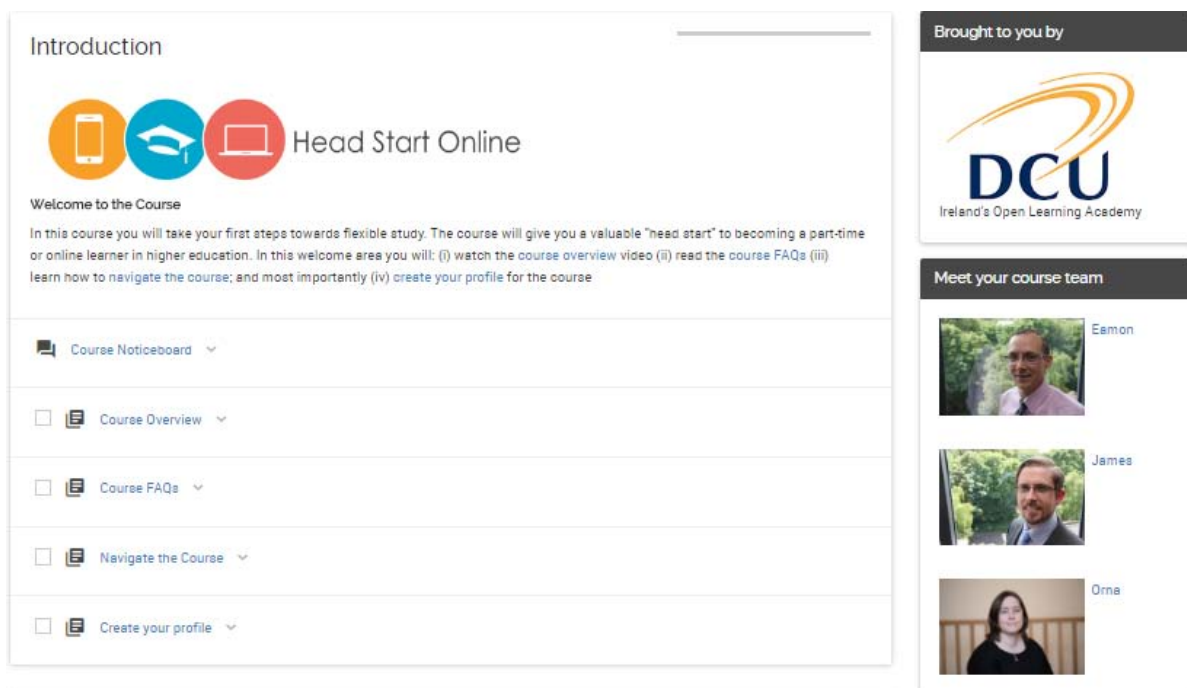 Introduction
Head Start Online
Welcome to the Course
In this course you will take your first steps towards flexible study. The course will give you a valuable "head start" to becoming a part-time
or online learner in higher education. In this welcome area you will: (i) watch the course overview video (ii) read the course FAQs (iii)
learn how to navigate the course; and most importantly (iv) create your profile for the course
Course Noticeboard
Course Overview
Course FAQs
Navigate the Course
Create your profile
Brought to you by
DCU
Ireland's Open Learning Academy
Meet your course team
Eamon
James
Orna